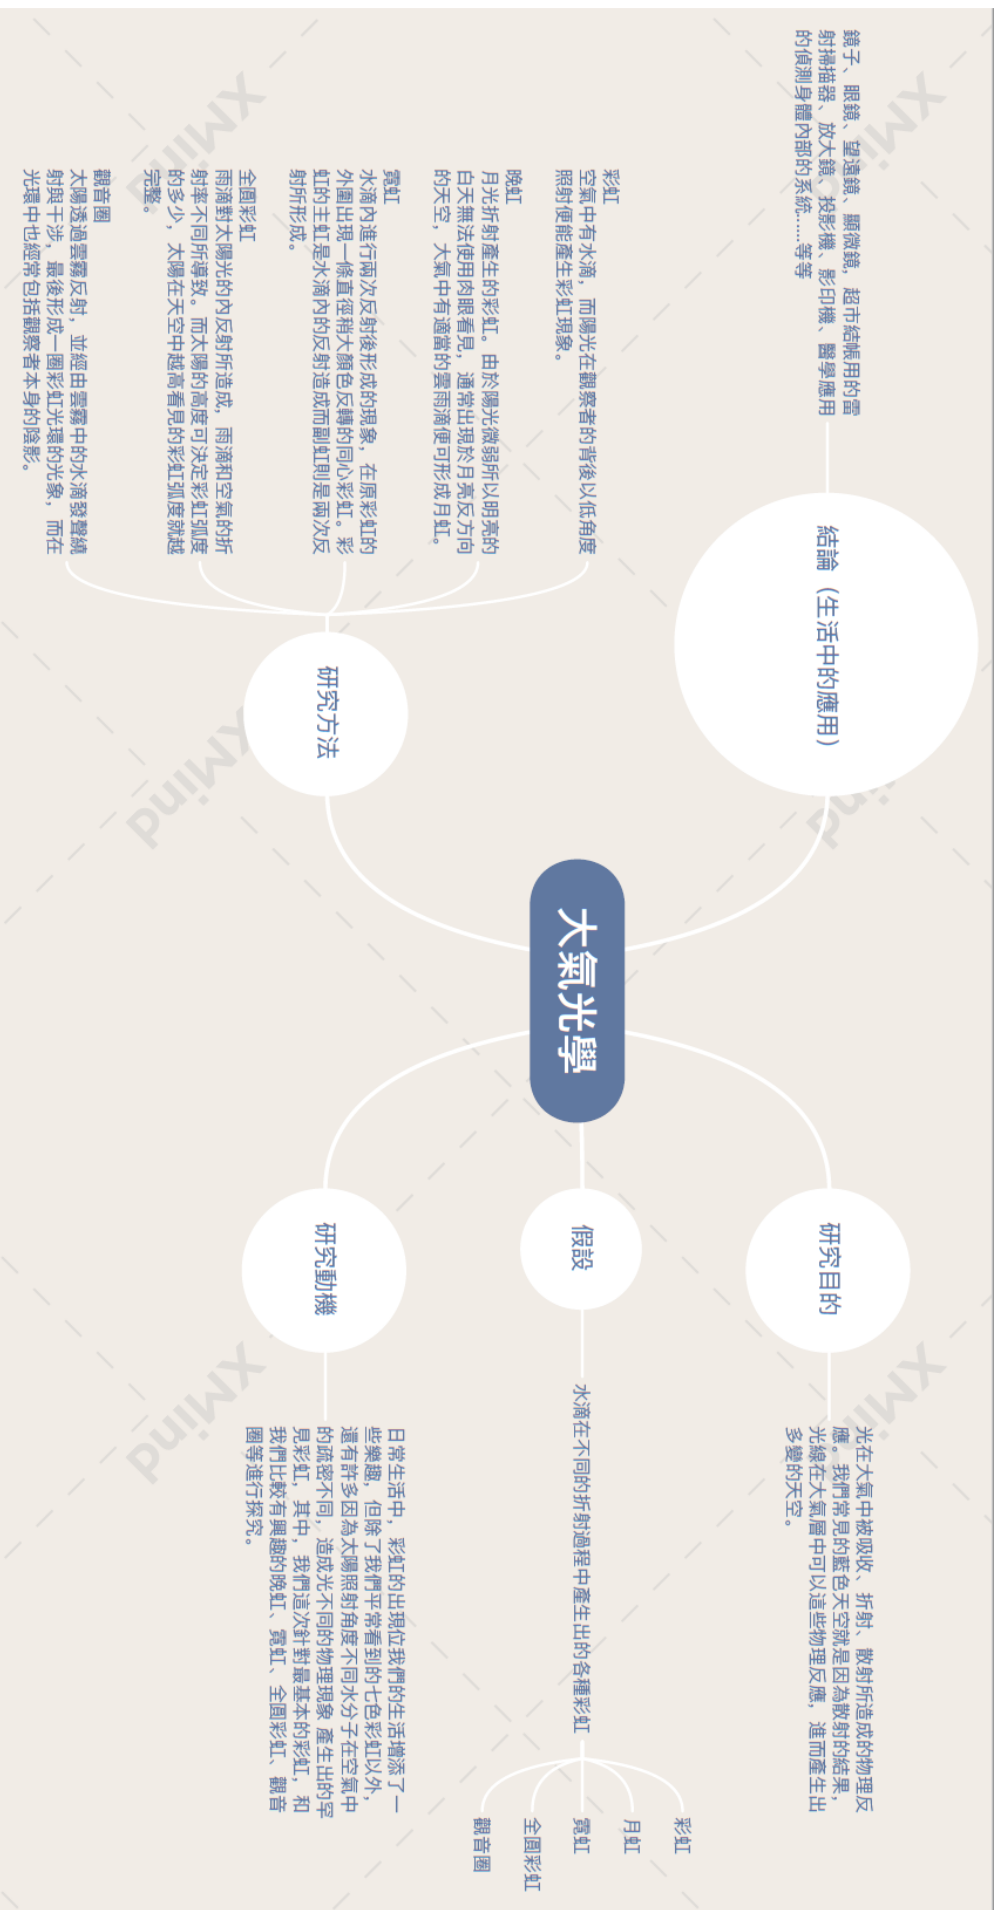 大氣光學
研究目的
光在大氣中被吸收、折射、散射所造成的物理反
應。我們常見的藍色天空就是因為散射的結果，
光線在大氣層中可以這些物理反應，進而產生出
多變的天空。
假設
水滴在不同的折射過程中產生出的各種彩虹
彩虹
月虹
霓虹
全圓彩虹
觀音圈
研究動機
日常生活中，彩虹的出現位我們的生活增添了一
些樂趣，但除了我們平常看到的七色彩虹以外，
還有許多因為太陽照射角度不同水分子在空氣中
的疏密不同，造成光不同的物理現象 產生出的罕
見彩虹，其中，我們這次針對最基本的彩虹，和
我們比較有興趣的晚虹、霓虹、全圓彩虹、觀音
圈等進行探究。
結論（生活中的應用）
鏡子、眼鏡、望遠鏡、顯微鏡，超市結帳用的雷
射掃描器、放大鏡、投影機、影印機、醫學應用
的偵測身體內部的系統......等等
研究方法
彩虹
空氣中有水滴，而陽光在觀察者的背後以低角度
照射便能產生彩虹現象。
晚虹
月光折射產生的彩虹。由於陽光微弱所以明亮的
白天無法使用肉眼看見，通常出現於月亮反方向
的天空，大氣中有適當的雲雨滴便可形成月虹。
霓虹
水滴內進行兩次反射後形成的現象，在原彩虹的
外圍出現一條直徑稍大顏色反轉的同心彩虹。彩
虹的主虹是水滴內的反射造成而副虹則是兩次反
射所形成。
全圓彩虹
雨滴對太陽光的內反射所造成，雨滴和空氣的折
射率不同所導致。而太陽的高度可決定彩虹弧度
的多少，太陽在天空中越高看見的彩虹弧度就越
完整。
觀音圈
太陽透過雲霧反射，並經由雲霧中的水滴發聲繞
射與干涉，最後形成一圈彩虹光環的光象，而在
光環中也經常包括觀察者本身的陰影。
XMind
XMind
XMind
XMind
XMind
XMind